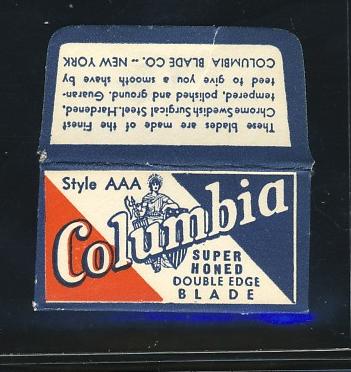 These blades are made of the Finest
Chrome Swedish Surgical Steel. Hardened,
tempered, polished and ground. Guaran-
teed to give you a smooth shave by
COLUMBIA BLADE CO. -- NEW YORK
Style AAA
Columbia
SUPER
HONED
DOUBLE EDGE
BLADE